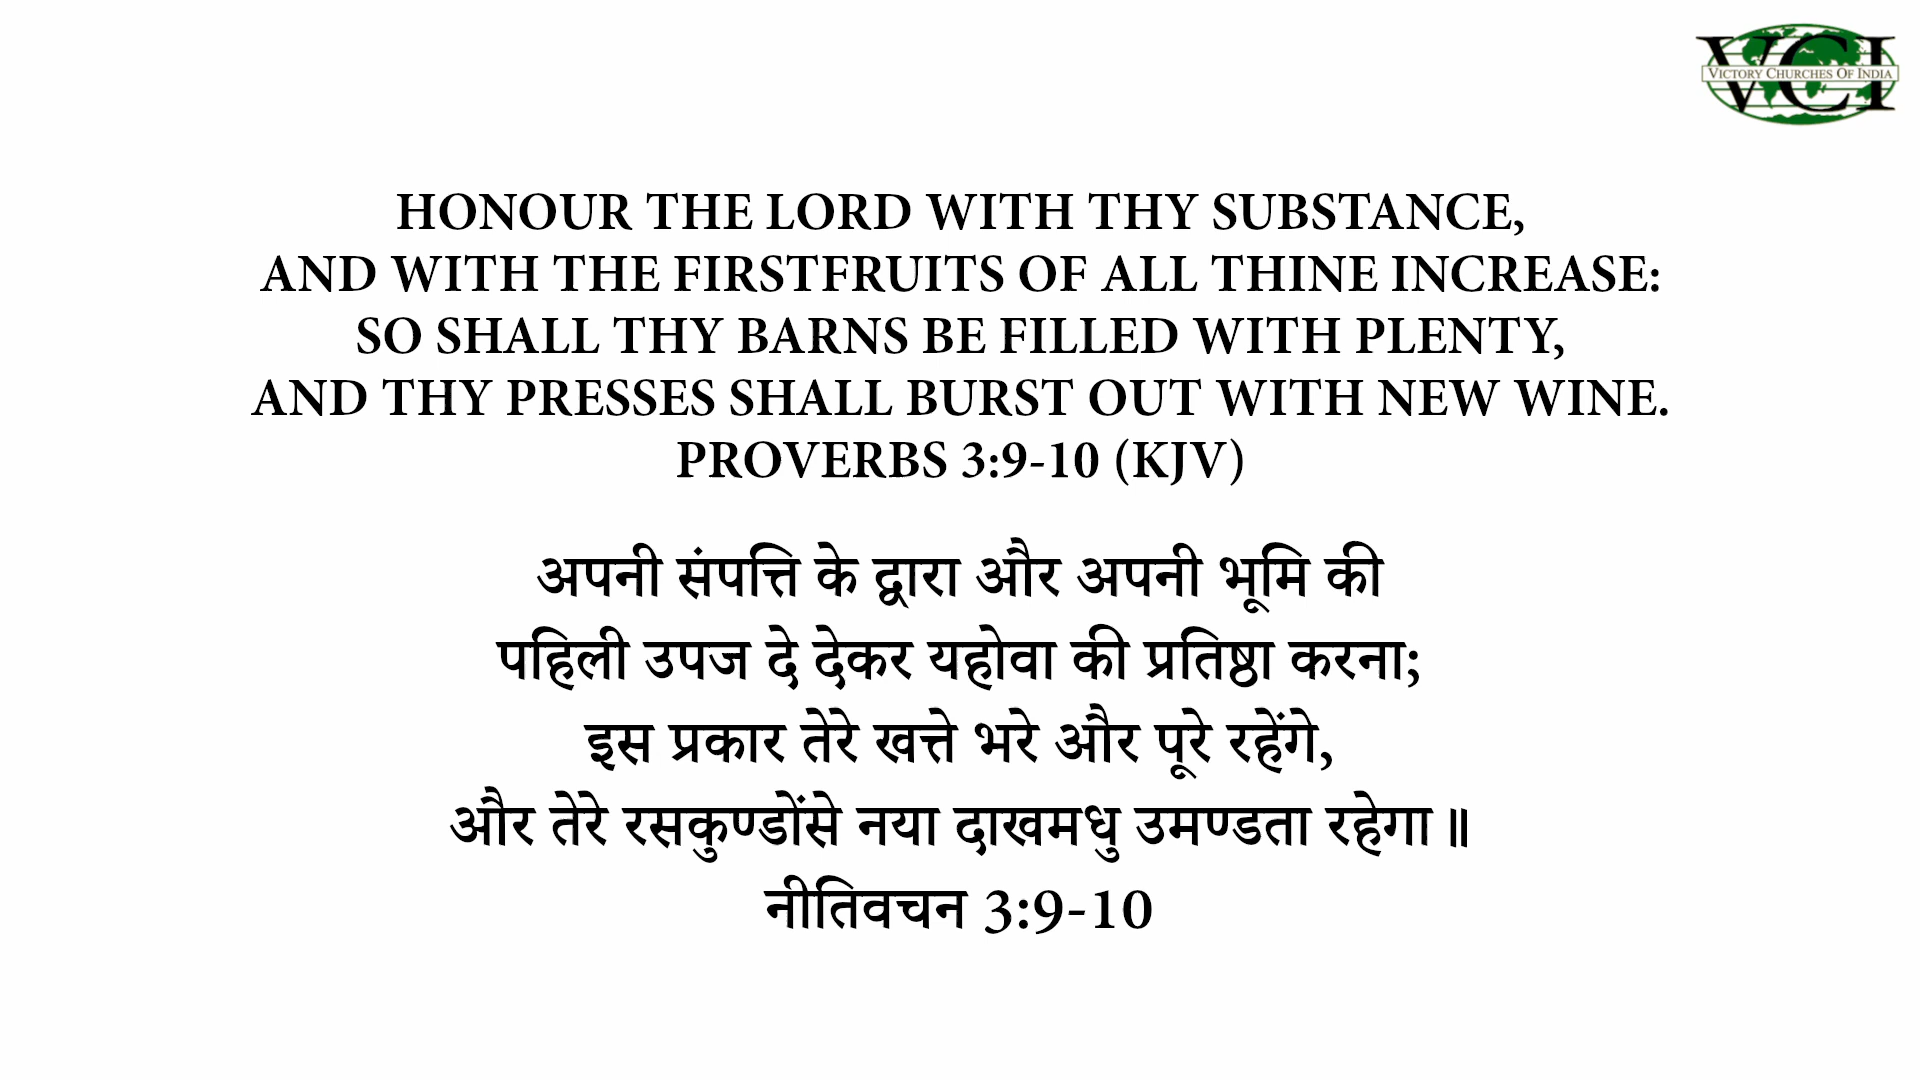 VCI
VICTORY CHURCHES OF INDIA
HONOUR THE LORD WITH THY SUBSTANCE,
AND WITH THE FIRSTFRUITS OF ALL THINE INCREASE:
SO SHALL THY BARNS BE FILLED WITH PLENTY,
AND THY PRESSES SHALL BURST OUT WITH NEW WINE.
PROVERBS 3:9-10 (KJV)
अपनी संपत्ति के द्वारा और अपनी भूमि की
पहिली उपज दे देकर यहोवा की प्रतिष्ठा करना;
इस प्रकार तेरे खत्ते भरे और पूरे रहेंगे,
और तेरे रसकुण्डोंसे नया दाखमधु उमण्डता रहेगा॥
नीतिवचन 3:9-10